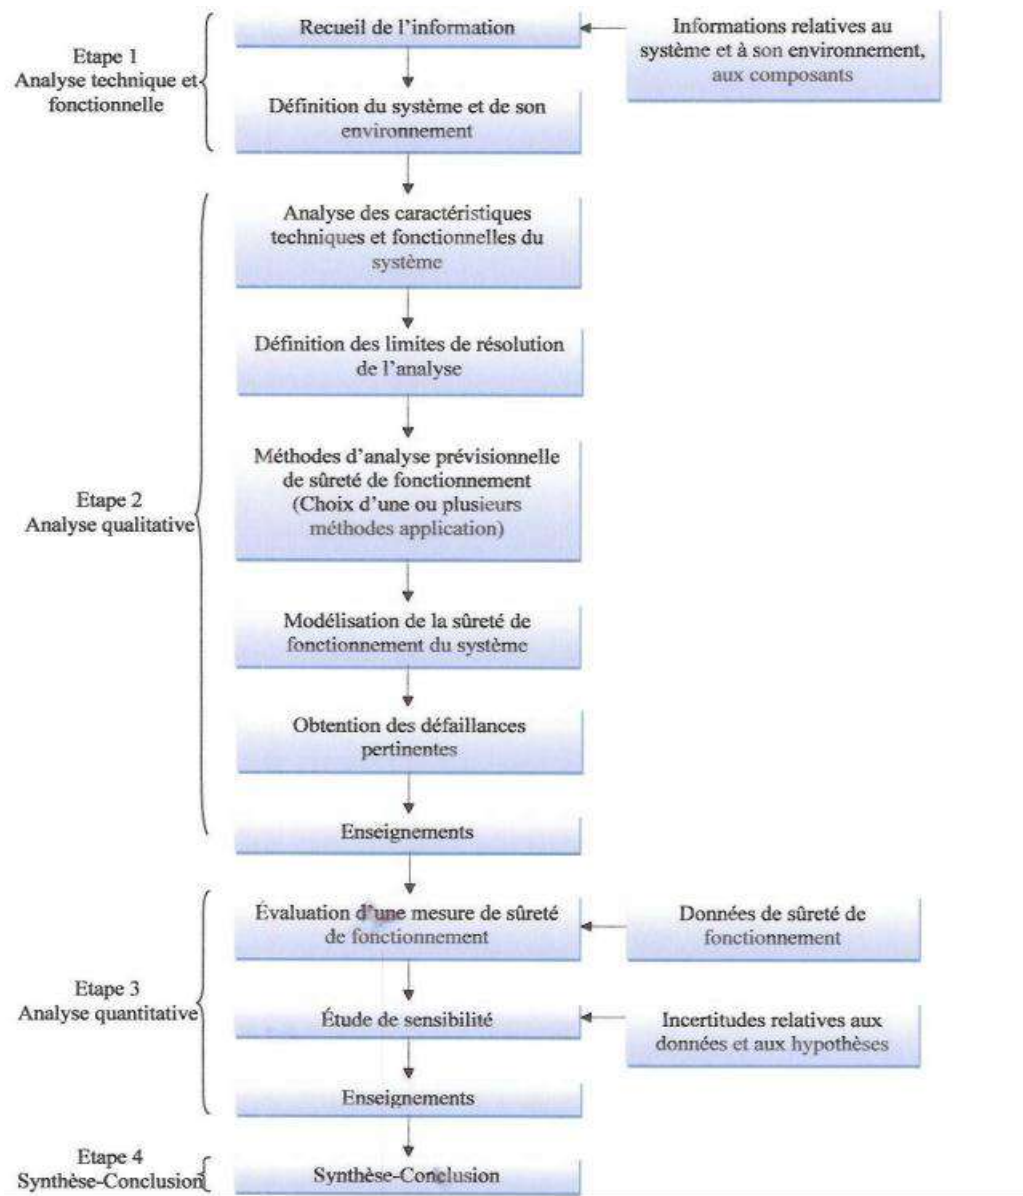 Recueil de l'information
Informations relatives au
système et à son environnement,
aux composants
Etape 1
Analyse technique et
fonctionnelle
Définition du système et de son
environnement
Analyse des caractéristiques
techniques et fonctionnelles du
système
Définition des limites de résolution
de l'analyse
Méthodes d'analyse prévisionnelle
de sûreté de fonctionnement
(Choix d'une ou plusieurs
méthodes application)
Etape 2
Analyse qualitative
Modélisation de la sûreté de
fonctionnement du système
Obtention des défaillances
pertinentes
Enseignements
Évaluation d'une mesure de sûreté
de fonctionnement
Données de sûreté de
fonctionnement
Etape 3
Analyse quantitative
Étude de sensibilité
Incertitudes relatives aux
données et aux hypothèses
Enseignements
Etape 4
Synthèse-Conclusion
Synthèse-Conclusion